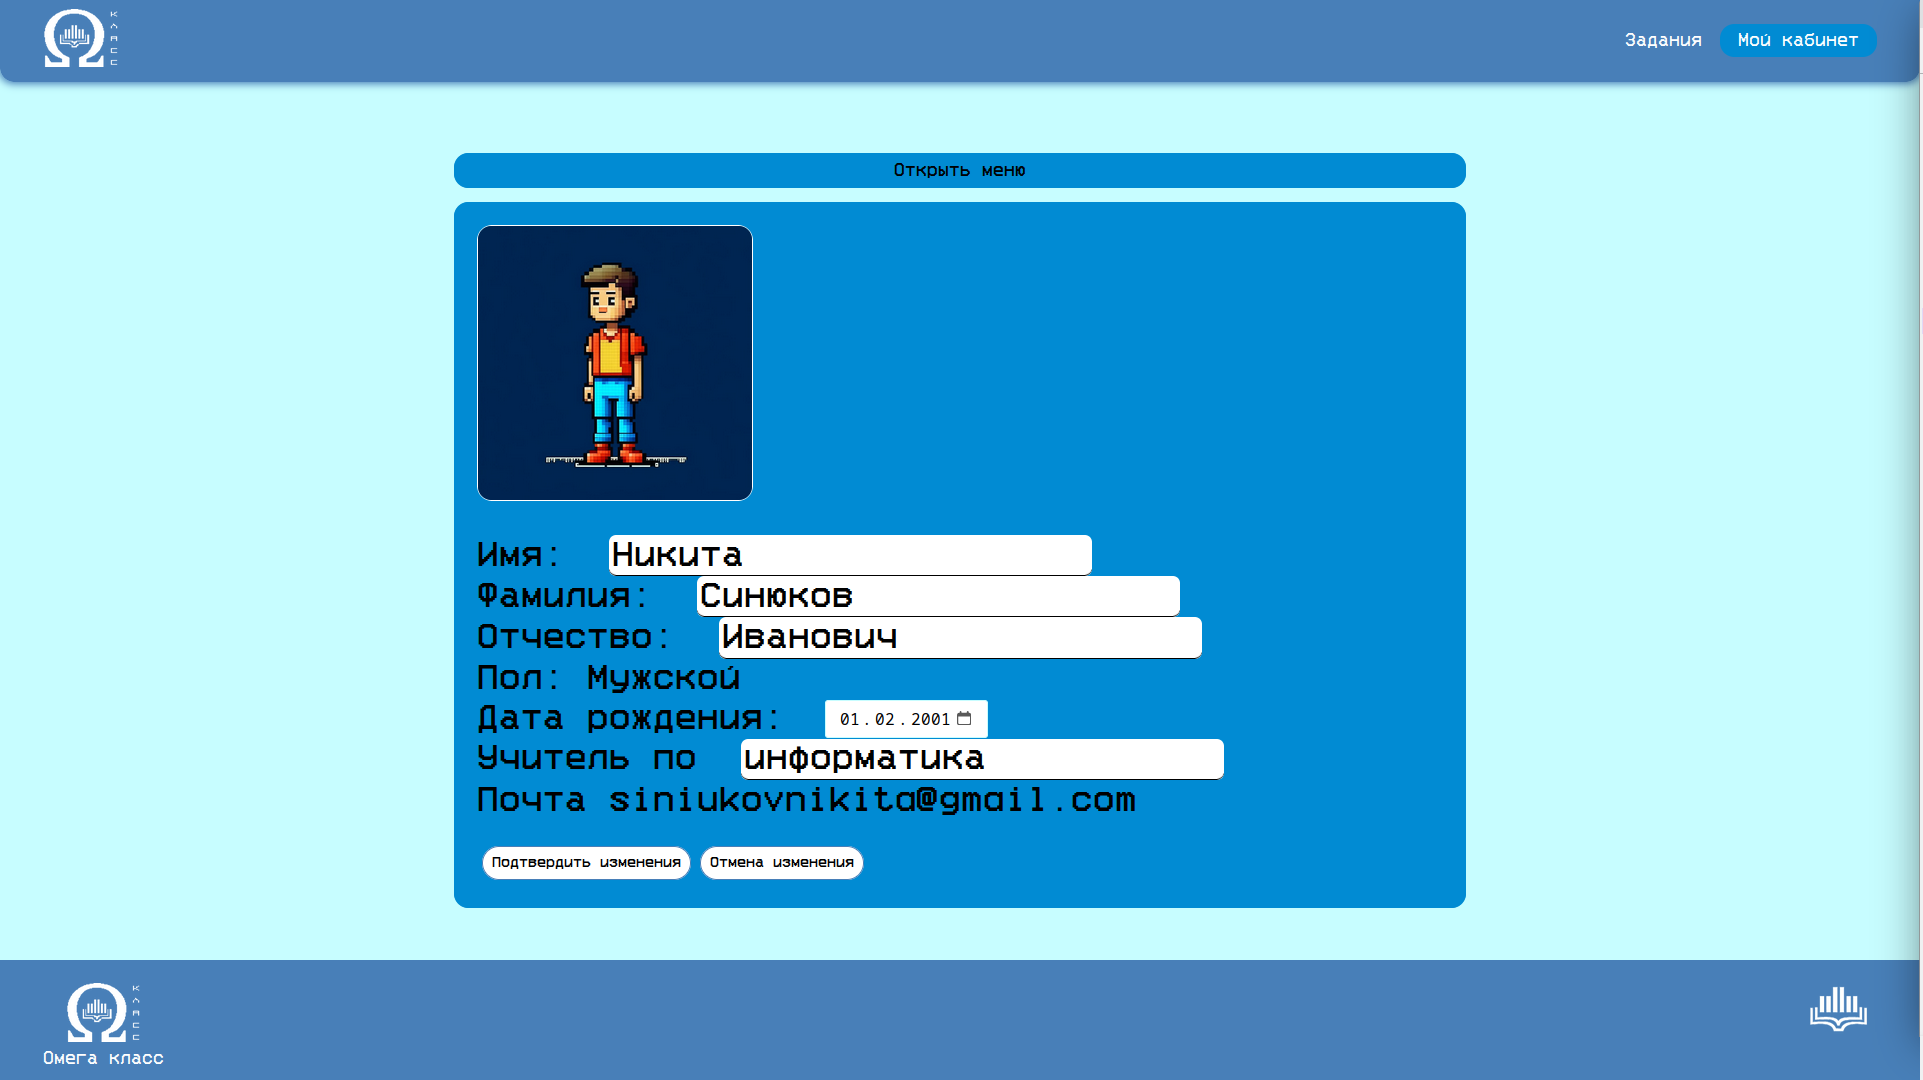 КЛАСС
Задания
Мой кабинет
Открыть меню
Имя: Никита
Фамилия: Синюков
Отчество: Иванович
Пол: Мужской
Дата рождения: 01.02.2001
Учитель по информатика
Почта siniukovnikita@gmail.com
Подтвердить изменения
Отмена изменения
КЛАСС
Омега класс